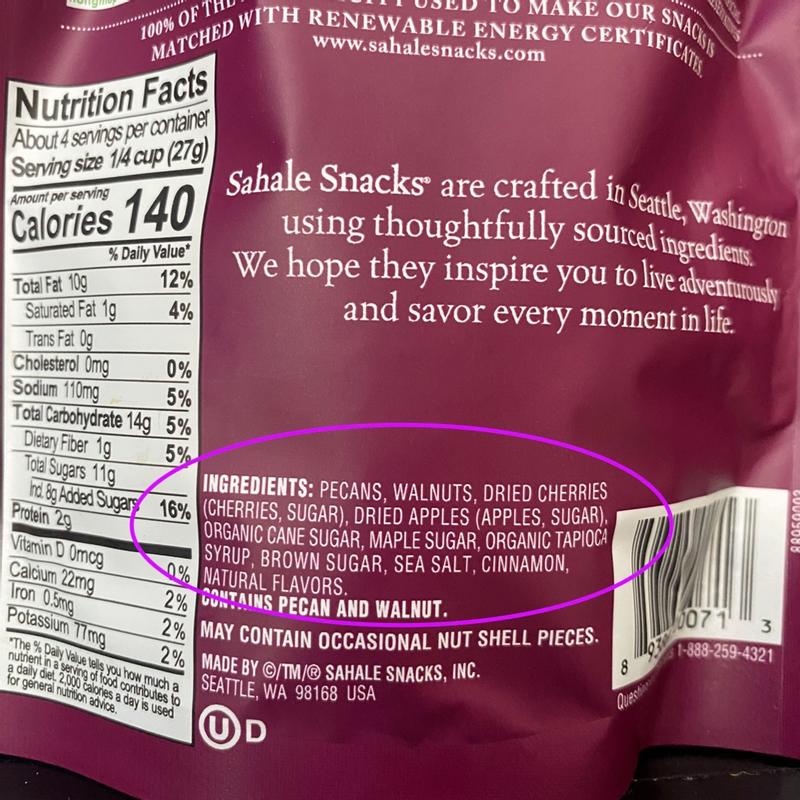 100% OF THE USED TO MAKE OUR SNACKS IS
MATCHED WITH RENEWABLE ENERGY CERTIFICATES.
www.sahalesnacks.com
Nutrition Facts
About 4 servings per container
Serving size 1/4 cup (27g)
Amount per serving
Calories 140
% Daily Value*
Total Fat 10g 12%
Saturated Fat 1g 4%
Trans Fat 0g
Cholesterol 0mg 0%
Sodium 110mg 5%
Total Carbohydrate 14g 5%
Dietary Fiber 1g 5%
Total Sugars 11g
Incl. 8g Added Sugars 16%
Protein 2g
Vitamin D 0mcg 0%
Calcium 22mg 2%
Iron 0.5mg 2%
Potassium 77mg 2%
*The % Daily Value tells you how much a
nutrient in a serving of food contributes to
a daily diet. 2,000 calories a day is used
for general nutrition advice.
Sahale Snacks® are crafted in Seattle, Washington
using thoughtfully sourced ingredients.
We hope they inspire you to live adventurously
and savor every moment in life.
INGREDIENTS: PECANS, WALNUTS, DRIED CHERRIES
(CHERRIES, SUGAR), DRIED APPLES (APPLES, SUGAR),
ORGANIC CANE SUGAR, MAPLE SUGAR, ORGANIC TAPIOCA
SYRUP, BROWN SUGAR, SEA SALT, CINNAMON,
NATURAL FLAVORS.
CONTAINS PECAN AND WALNUT.
MAY CONTAIN OCCASIONAL NUT SHELL PIECES.
MADE BY ©/TM/® SAHALE SNACKS, INC.
SEATTLE, WA 98168 USA
U D
0071 3
1-888-259-4321